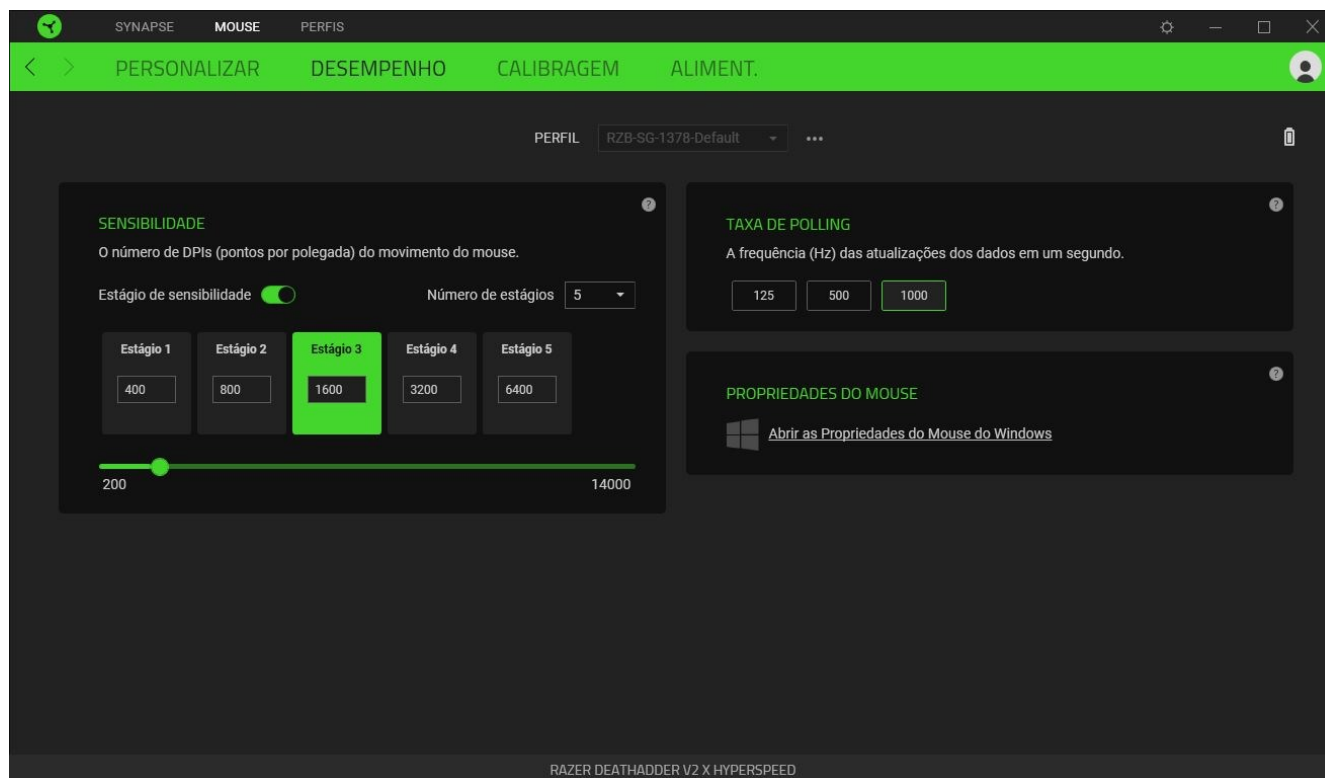 SYNAPSE MOUSE PERFIS
PERSONALIZAR DESEMPENHO CALIBRAGEM ALIMENT.
PERFIL RZB-SG-1378-Default
SENSIBILIDADE
O número de DPIs (pontos por polegada) do movimento do mouse.
Estágio de sensibilidade Número de estágios 5
Estágio 1 Estágio 2 Estágio 3 Estágio 4 Estágio 5
400 800 1600 3200 6400
200 14000
TAXA DE POLLING
A frequência (Hz) das atualizações dos dados em um segundo.
125 500 1000
PROPRIEDADES DO MOUSE
Abrir as Propriedades do Mouse do Windows
RAZER DEATHADDER V2 X HYPERSPEED